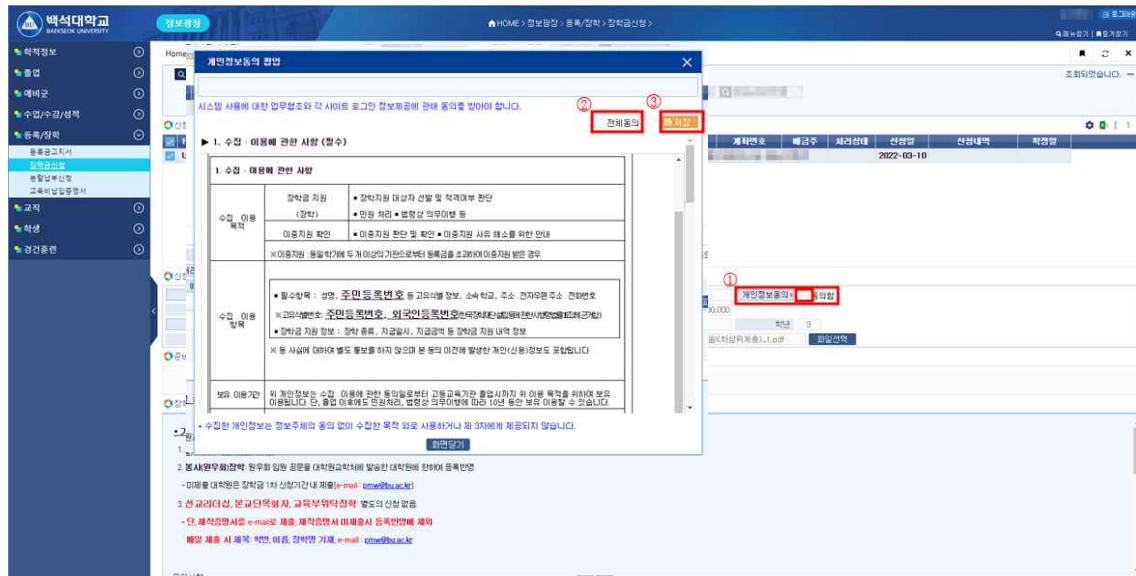 백석대학교
BAEKSEOK UNIVERSITY
정보광장
HOME > 정보광장 > 등록/장학 > 장학금신청 >
학적정보
졸업
예비군
수업/수강/성적
등록/장학
등록금고지서
장학금신청
분할납부신청
교육비납입증명서
교직
학생
경건훈련
Home
조회되었습니다.
개인정보동의 팝업
시스템 사용에 대한 업무협조와 각 사이트 로그인 정보제공에 관해 동의를 받아야 합니다.
② ③
전체동의 저장
▶ 1. 수집 · 이용에 관한 사항 (필수)
1. 수집 · 이용에 관한 사항
수집 이용 목적
장학금 지원 (장학)
▪ 장학지원 대상자 선발 및 적격여부 판단
▪ 민원 처리 ▪ 법령상 의무이행 등
이중지원 확인
▪ 이중지원 판단 및 확인 ▪ 이중지원 사유 해소를 위한 안내
※이중지원 : 동일 학기에 두 개 이상의 기관으로부터 등록금을 초과하여 이중지원 받은 경우
수집 이용 항목
▪ 필수항목 : 성명, 주민등록번호 등 고유식별 정보, 소속 학교, 주소 전자우편 주소 전화번호
※고유식별번호: 주민등록번호, 외국인등록번호
▪ 장학금 지원 정보 : 장학 종류, 지급일시, 지급금액 등 장학금 지원 내역 정보
※ 동 사실에 대하여 별도 통보를 하지 않으며 본 동의 이전에 발생한 개인(신용)정보도 포함됩니다
보유 이용기간
위 개인정보는 수집 이용에 관한 동의일로부터 고등교육기관 졸업시까지 위 이용 목적을 위하여 보유
이용됩니다. 단, 졸업 이후에도 민원처리, 법령상 의무이행에 따라 10년 동안 보유 이용할 수 있습니다.
* 수집한 개인정보는 정보주체의 동의 없이 수집한 목적 외로 사용하거나 제 3자에게 제공되지 않습니다.
화면닫기
계좌번호 예금주 처리상태 신청일 신청내역 확정일
2022-03-10
①
개인정보동의 동의함
00,000
학년 3
(차상위계층)_1.pdf 파일선택
2. 봉사(원우회)장학: 원우회 임원 공문을 대학원교학처에 발송한 대학원에 한하여 등록반영
- 미제출 대학원은 장학금 1차 신청기간 내 제출[e-mail : pmw@bu.ac.kr]
3. 선교리더십, 본교단목회자, 교육부위탁장학: 별도의 신청 없음
- 단, 재적증명서를 e-mail로 제출, 재적증명서 미제출시 등록반영에 제외
메일 제출 시 제목: 학번, 이름, 장학명 기재, e-mail : pmw@bu.ac.kr